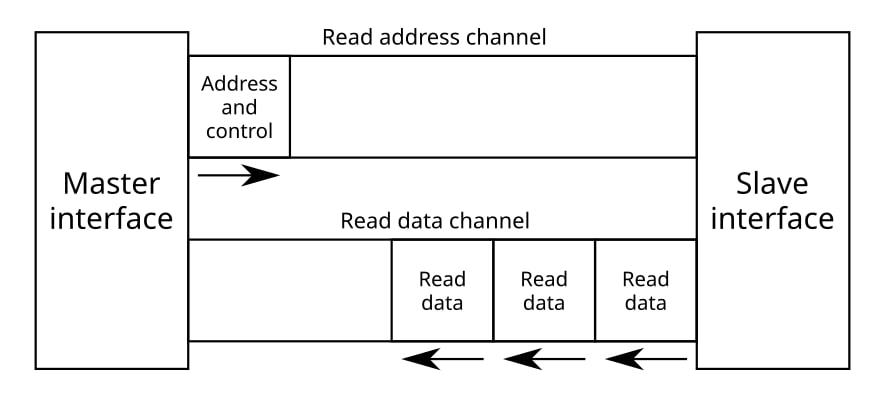 Read address channel
Address
and
control
Master
interface
Slave
interface
Read data channel
Read
data
Read
data
Read
data